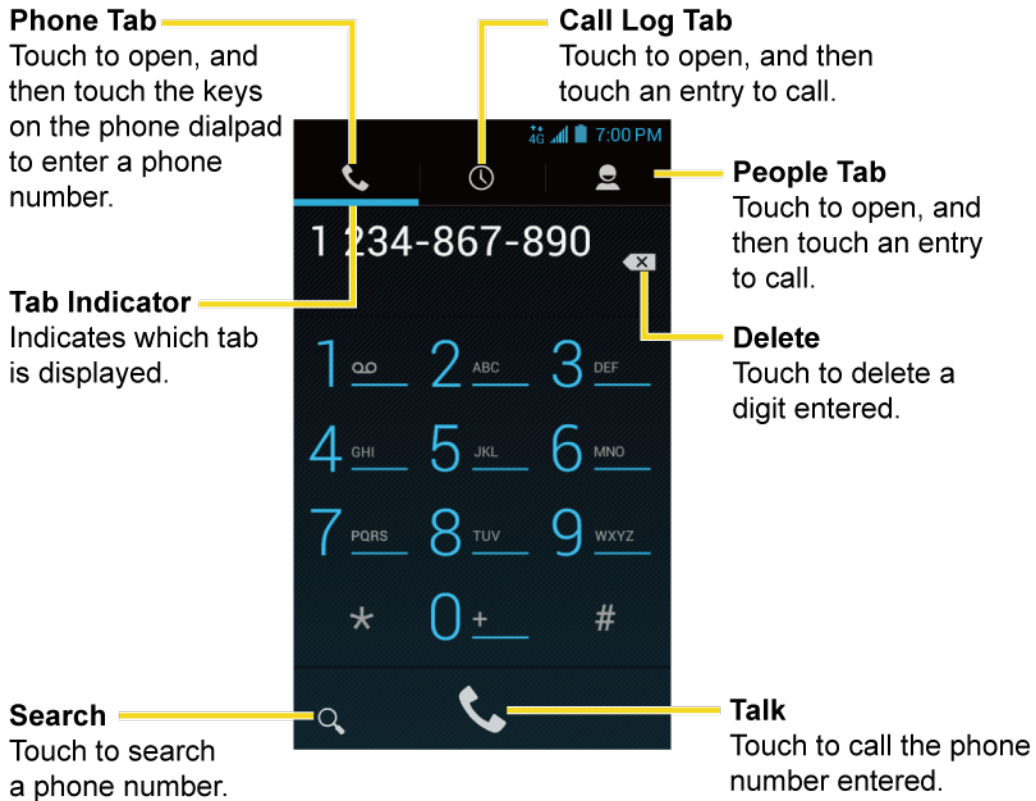 Phone Tab
Touch to open, and
then touch the keys
on the phone dialpad
to enter a phone
number.
Call Log Tab
Touch to open, and then
touch an entry to call.
4G 7:00 PM
People Tab
Touch to open, and
then touch an entry
to call.
1 234-867-890
Tab Indicator
Indicates which tab
is displayed.
Delete
Touch to delete a
digit entered.
1 2 ABC 3 DEF
4 GHI 5 JKL 6 MNO
7 PQRS 8 TUV 9 WXYZ
* 0 + #
Search
Touch to search
a phone number.
Talk
Touch to call the phone
number entered.